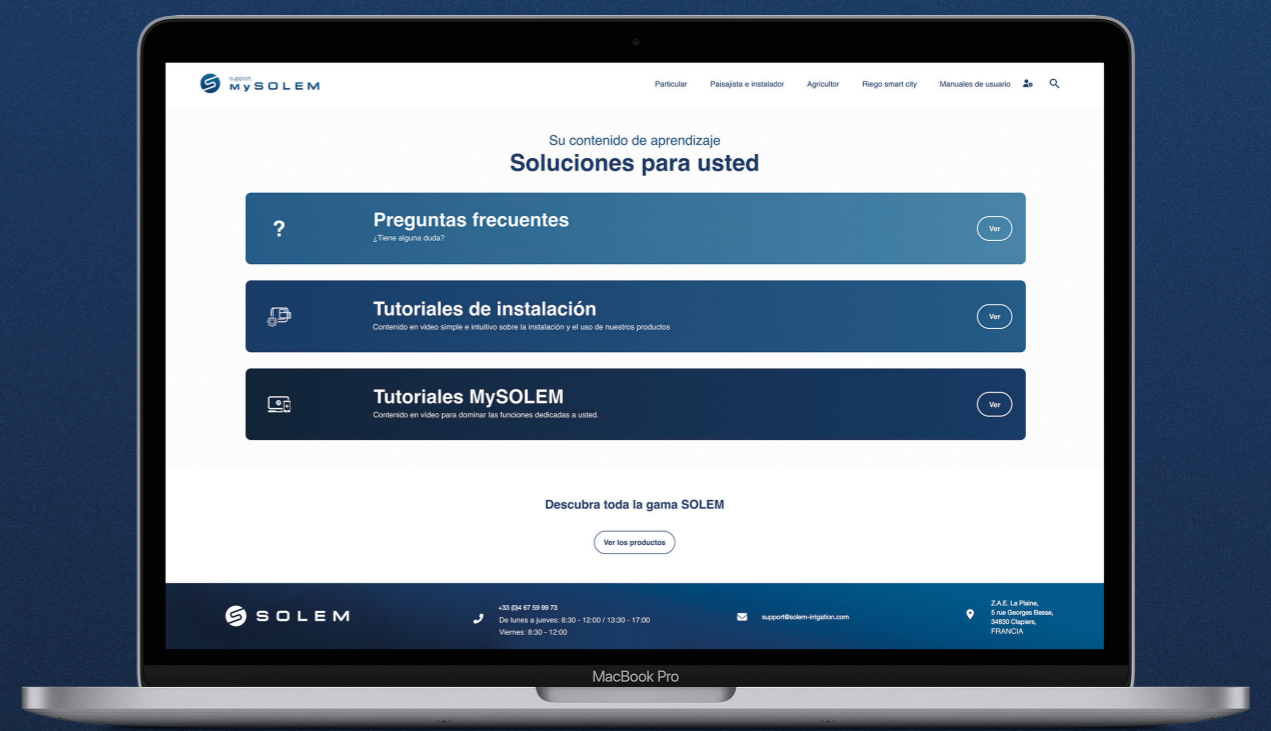 support.
MySOLEM
Particular
Paisajista e instalador
Agricultor
Riego smart city
Manuales de usuario
Su contenido de aprendizaje
Soluciones para usted
?
Preguntas frecuentes
¿Tiene alguna duda?
Ver
Tutoriales de instalación
Contenido en video simple e intuitivo sobre la instalación y el uso de nuestros productos
Ver
Tutoriales MySOLEM
Contenido en video para dominar las funciones dedicadas a usted.
Ver
Descubra toda la gama SOLEM
Ver los productos
SOLEM
+33 (0)4 67 59 99 73
De lunes a jueves: 8:30 - 12:00 / 13:30 - 17:00
Viernes: 8:30 - 12:00
support@solem-irrigation.com
Z.A.E. La Plaine,
5 rue Georges Besse,
34830 Clapiers,
FRANCIA
MacBook Pro